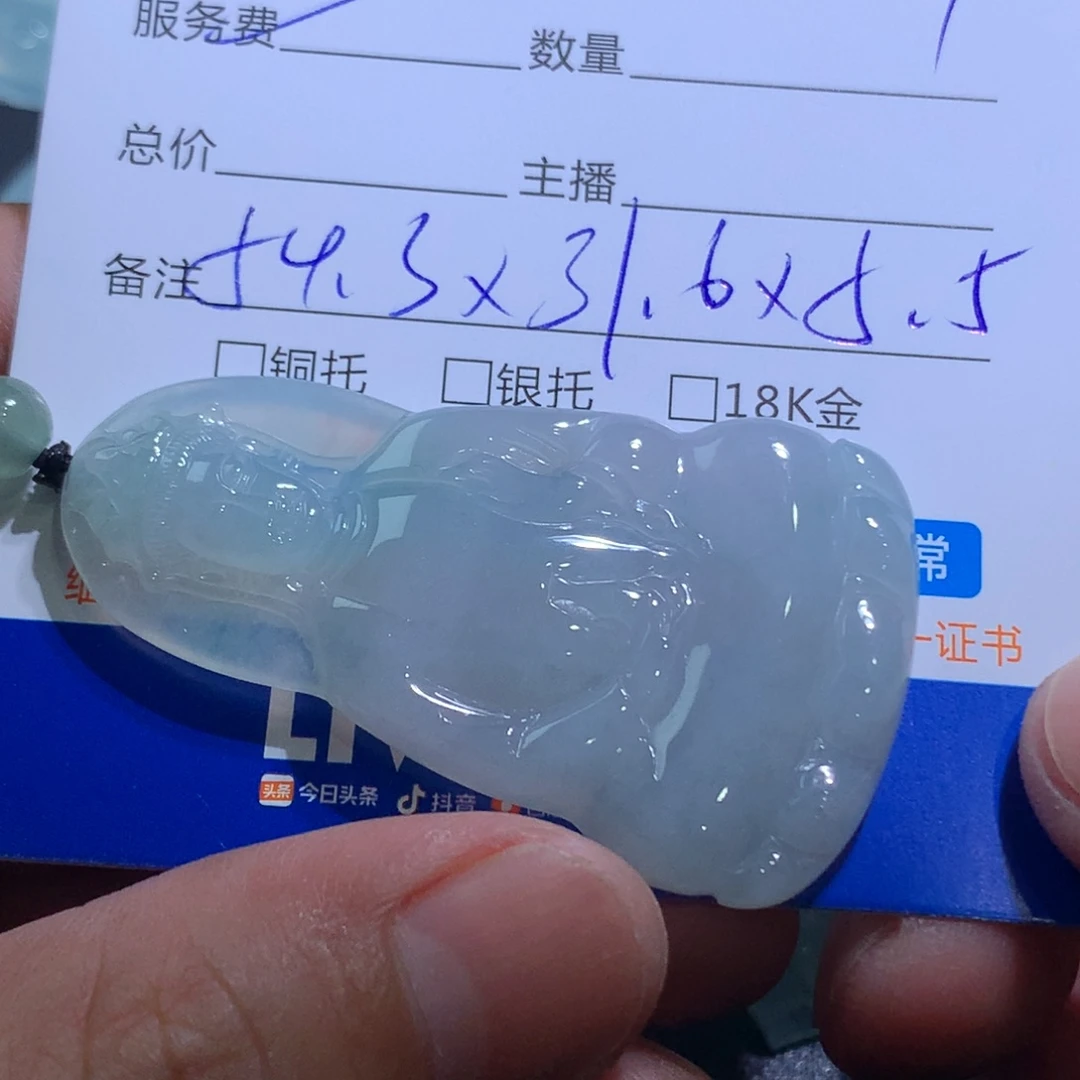 服务费 数量
总价 主播
备注 54.3x31.6x5.5
□铜托 □银托 □18K金
常
证书
今日头条 抖音